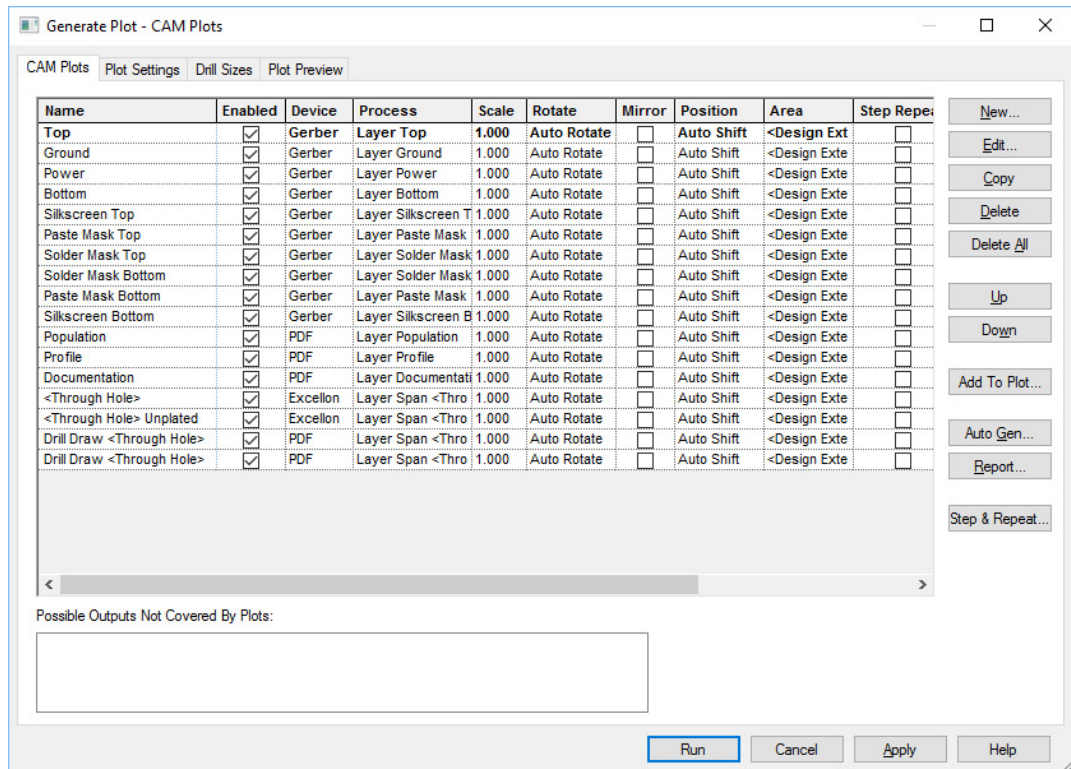 Generate Plot - CAM Plots
CAM Plots Plot Settings Drill Sizes Plot Preview
Name Enabled Device Process Scale Rotate Mirror Position Area Step Repea
Top Gerber Layer Top 1.000 Auto Rotate Auto Shift <Design Ext
Ground Gerber Layer Ground 1.000 Auto Rotate Auto Shift <Design Exte
Power Gerber Layer Power 1.000 Auto Rotate Auto Shift <Design Exte
Bottom Gerber Layer Bottom 1.000 Auto Rotate Auto Shift <Design Exte
Silkscreen Top Gerber Layer Silkscreen T 1.000 Auto Rotate Auto Shift <Design Exte
Paste Mask Top Gerber Layer Paste Mask 1.000 Auto Rotate Auto Shift <Design Exte
Solder Mask Top Gerber Layer Solder Mask 1.000 Auto Rotate Auto Shift <Design Exte
Solder Mask Bottom Gerber Layer Solder Mask 1.000 Auto Rotate Auto Shift <Design Exte
Paste Mask Bottom Gerber Layer Paste Mask 1.000 Auto Rotate Auto Shift <Design Exte
Silkscreen Bottom Gerber Layer Silkscreen B 1.000 Auto Rotate Auto Shift <Design Exte
Population PDF Layer Population 1.000 Auto Rotate Auto Shift <Design Exte
Profile PDF Layer Profile 1.000 Auto Rotate Auto Shift <Design Exte
Documentation PDF Layer Documentati 1.000 Auto Rotate Auto Shift <Design Exte
<Through Hole> Excellon Layer Span <Thro 1.000 Auto Rotate Auto Shift <Design Exte
<Through Hole> Unplated Excellon Layer Span <Thro 1.000 Auto Rotate Auto Shift <Design Exte
Drill Draw <Through Hole> PDF Layer Span <Thro 1.000 Auto Rotate Auto Shift <Design Exte
Drill Draw <Through Hole> PDF Layer Span <Thro 1.000 Auto Rotate Auto Shift <Design Exte
New...
Edit...
Copy
Delete
Delete All
Up
Down
Add To Plot...
Auto Gen...
Report...
Step & Repeat...
Possible Outputs Not Covered By Plots:
Run Cancel Apply Help